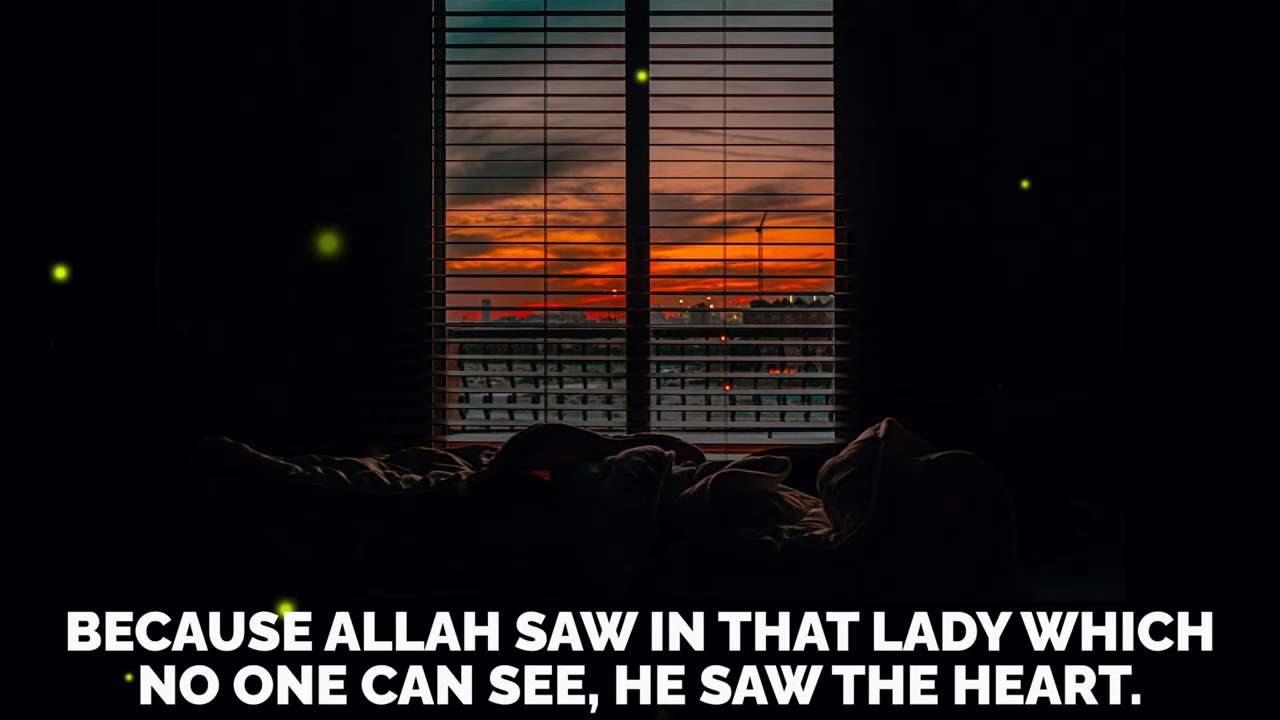 BECAUSE ALLAH SAW IN THAT LADY WHICH
NO ONE CAN SEE, HE SAW THE HEART.